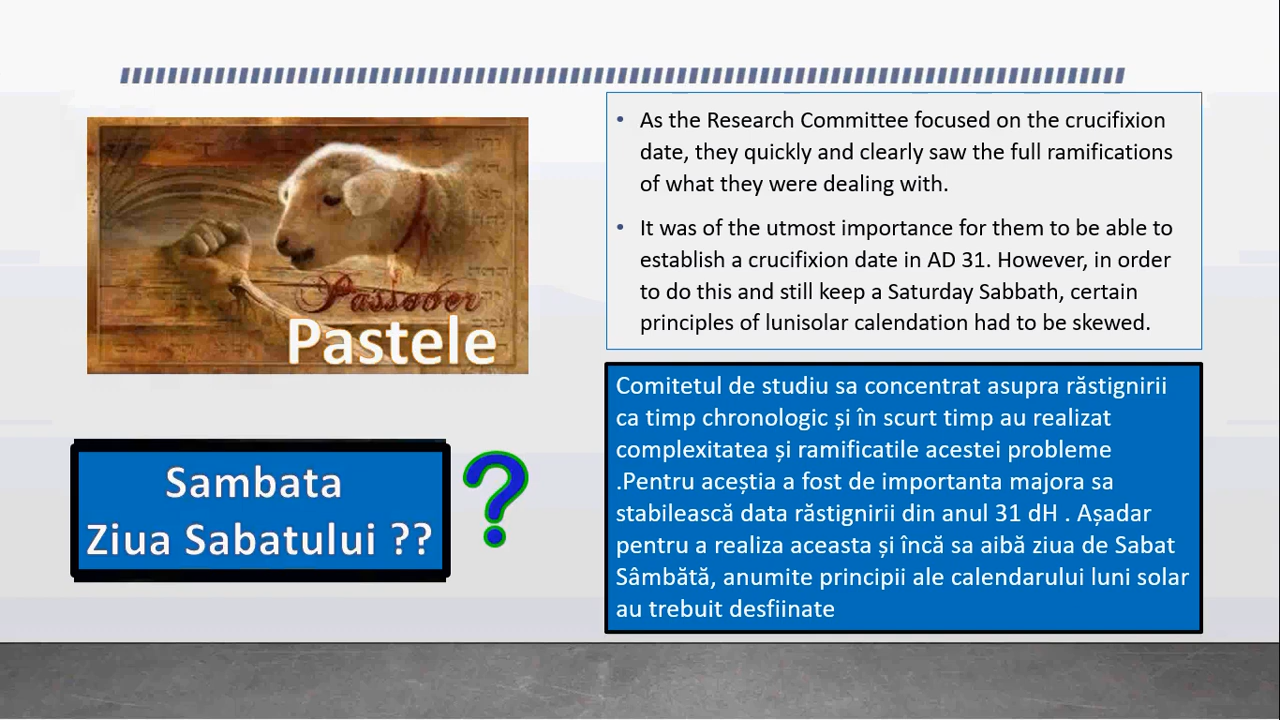 Passover
Pastele
Sambata
Ziua Sabatului ??
?
• As the Research Committee focused on the crucifixion
date, they quickly and clearly saw the full ramifications
of what they were dealing with.
• It was of the utmost importance for them to be able to
establish a crucifixion date in AD 31. However, in order
to do this and still keep a Saturday Sabbath, certain
principles of lunisolar calendation had to be skewed.
Comitetul de studiu sa concentrat asupra răstignirii
ca timp chronologic și în scurt timp au realizat
complexitatea și ramificatile acestei probleme
.Pentru aceștia a fost de importanta majora sa
stabilească data răstignirii din anul 31 dH . Așadar
pentru a realiza aceasta și încă sa aibă ziua de Sabat
Sâmbătă, anumite principii ale calendarului luni solar
au trebuit desfiinate